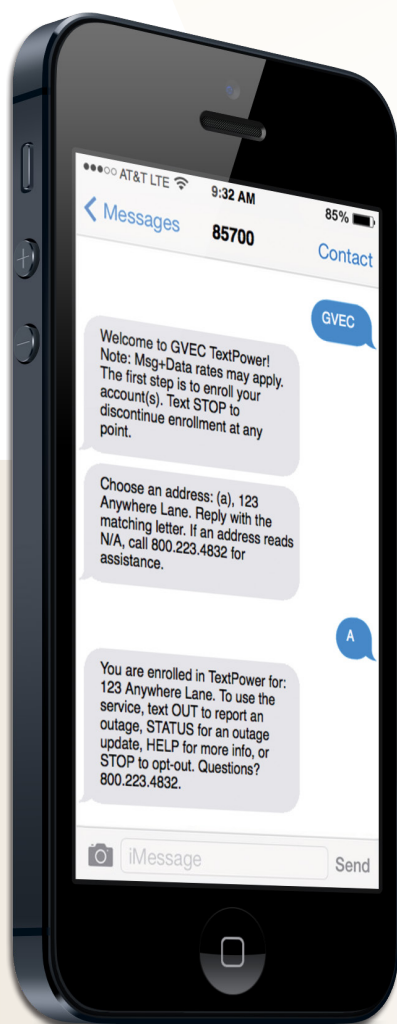 AT&T LTE 9:32 AM 85%
Messages 85700 Contact
GVEC
Welcome to GVEC TextPower!
Note: Msg+Data rates may apply.
The first step is to enroll your
account(s). Text STOP to
discontinue enrollment at any
point.
Choose an address: (a), 123
Anywhere Lane. Reply with the
matching letter. If an address reads
N/A, call 800.223.4832 for
assistance.
A
You are enrolled in TextPower for:
123 Anywhere Lane. To use the
service, text OUT to report an
outage, STATUS for an outage
update, HELP for more info, or
STOP to opt-out. Questions?
800.223.4832.
iMessage Send